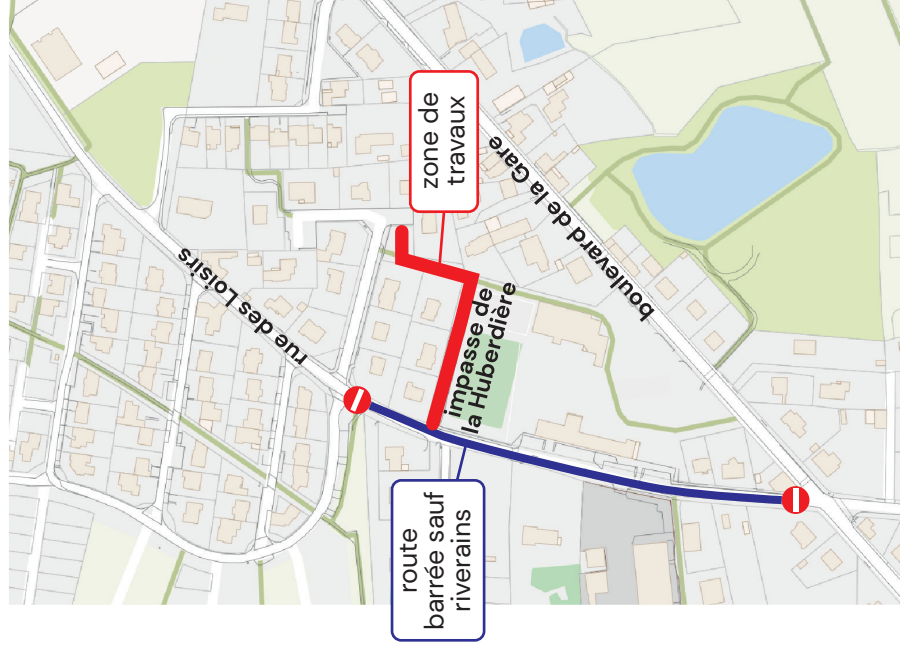 rue des Loisirs
zone de
travaux
boulevard de la Gare
impasse de
la Huberdière
route
barrée sauf
riverains